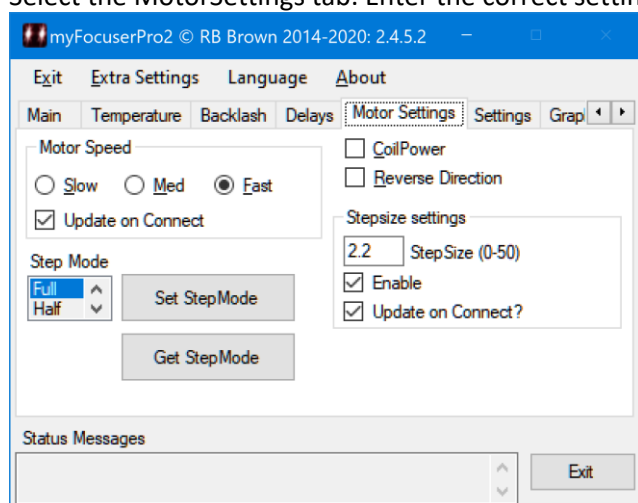 Select the MotorSettings tab. Enter the correct settin
myFocuserPro2 © RB Brown 2014-2020: 2.4.5.2
Exit Extra Settings Language About
Main Temperature Backlash Delays Motor Settings Settings Grap
Motor Speed
Slow Med Fast
Update on Connect
CoilPower
Reverse Direction
Stepsize settings
2.2 StepSize (0-50)
Enable
Update on Connect?
Step Mode
Full
Half
Set StepMode
Get StepMode
Status Messages
Exit